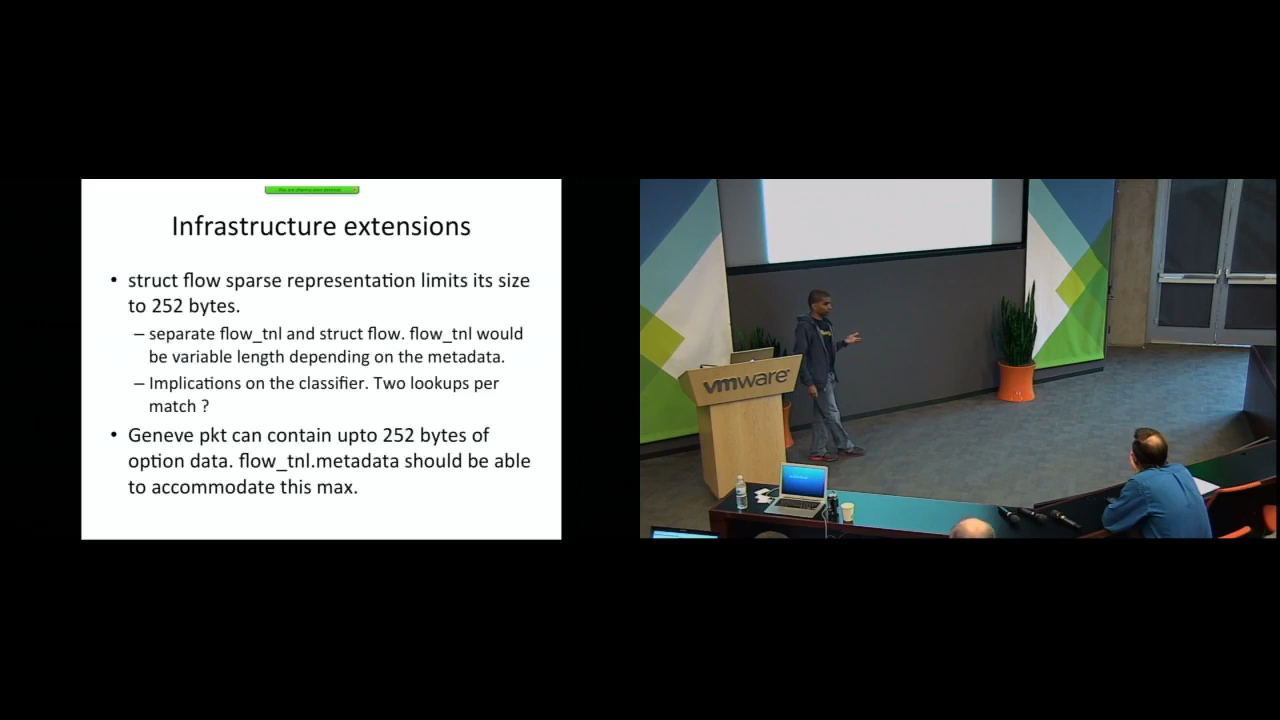 Infrastructure extensions
• struct flow sparse representation limits its size
to 252 bytes.
– separate flow_tnl and struct flow. flow_tnl would
be variable length depending on the metadata.
– Implications on the classifier. Two lookups per
match ?
• Geneve pkt can contain upto 252 bytes of
option data. flow_tnl.metadata should be able
to accommodate this max.
vmware